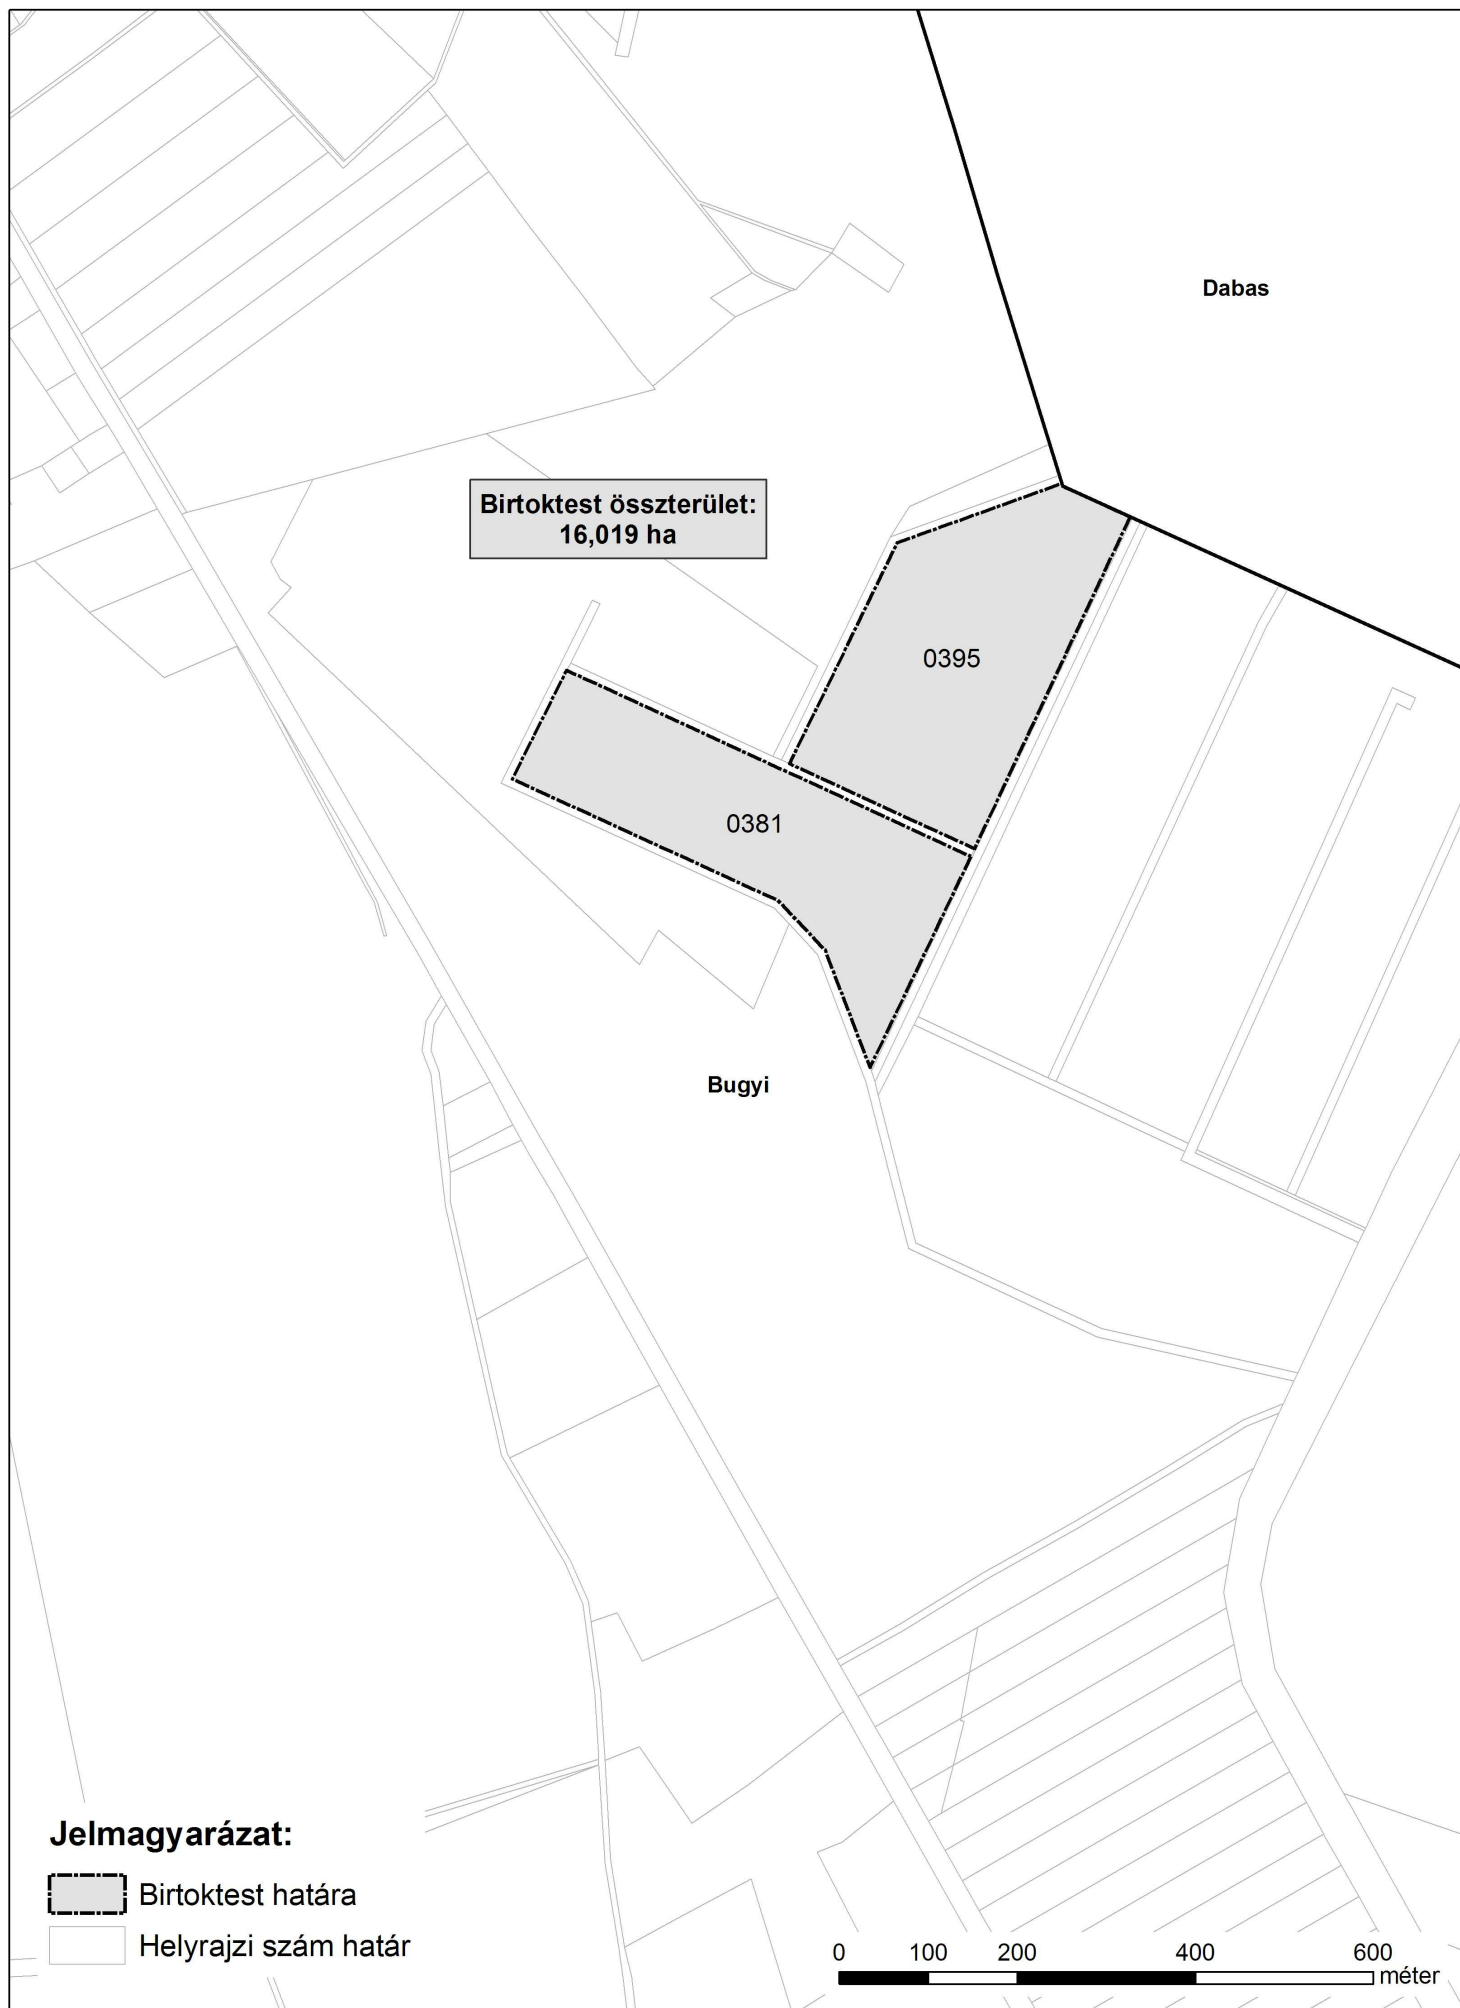 Dabas
Birtoktest összterület:
16,019 ha
0395
0381
Bugyi
Jelmagyarázat:
Birtoktest határa
Helyrajzi szám határ
0 100 200 400 600
méter